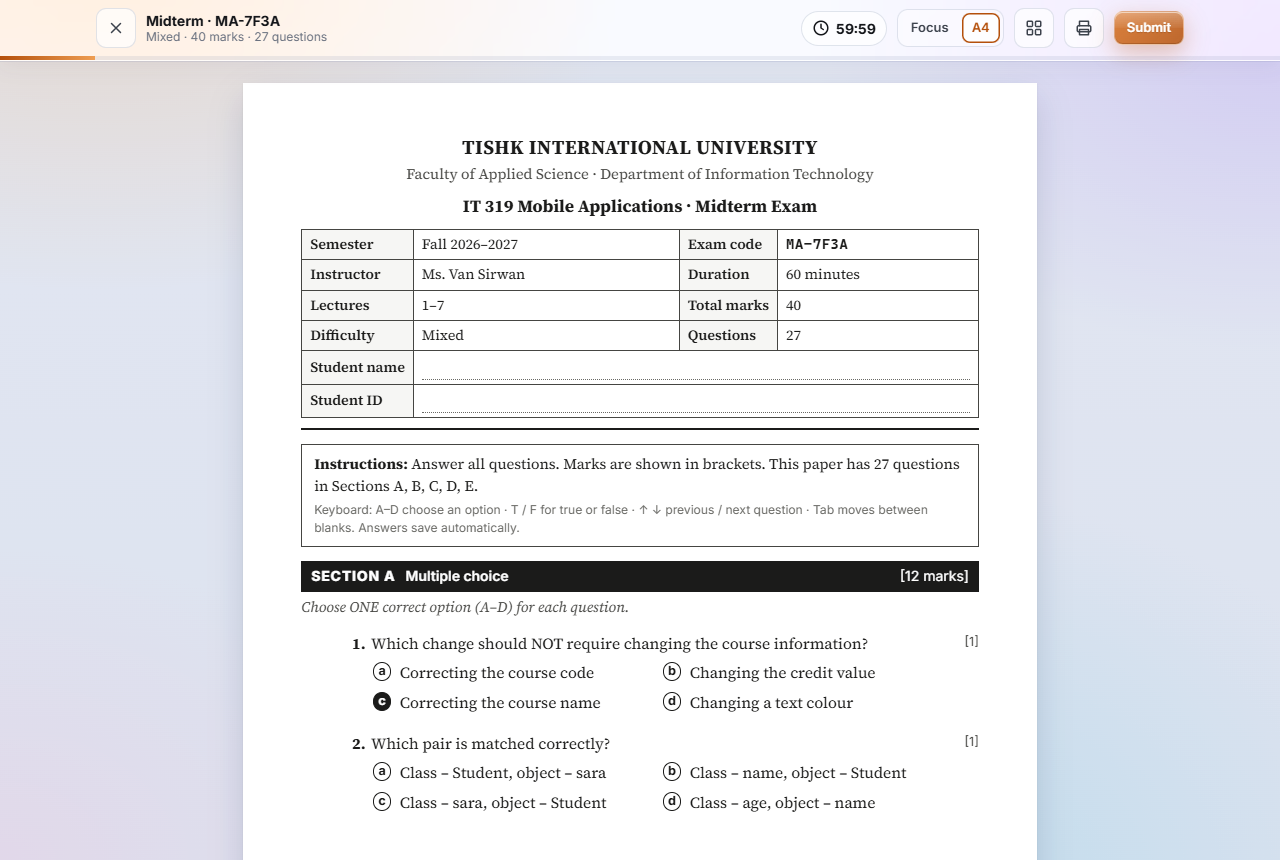 Midterm · MA-7F3A
Mixed · 40 marks · 27 questions
59:59
Focus A4
Submit
TISHK INTERNATIONAL UNIVERSITY
Faculty of Applied Science · Department of Information Technology
IT 319 Mobile Applications · Midterm Exam
Semester Fall 2026–2027 Exam code MA-7F3A
Instructor Ms. Van Sirwan Duration 60 minutes
Lectures 1–7 Total marks 40
Difficulty Mixed Questions 27
Student name
Student ID
Instructions: Answer all questions. Marks are shown in brackets. This paper has 27 questions
in Sections A, B, C, D, E.
Keyboard: A–D choose an option · T / F for true or false · ↑ ↓ previous / next question · Tab moves between
blanks. Answers save automatically.
SECTION A Multiple choice [12 marks]
Choose ONE correct option (A–D) for each question.
1. Which change should NOT require changing the course information? [1]
a Correcting the course code b Changing the credit value
c Correcting the course name d Changing a text colour
2. Which pair is matched correctly? [1]
a Class – Student, object – sara b Class – name, object – Student
c Class – sara, object – Student d Class – age, object – name